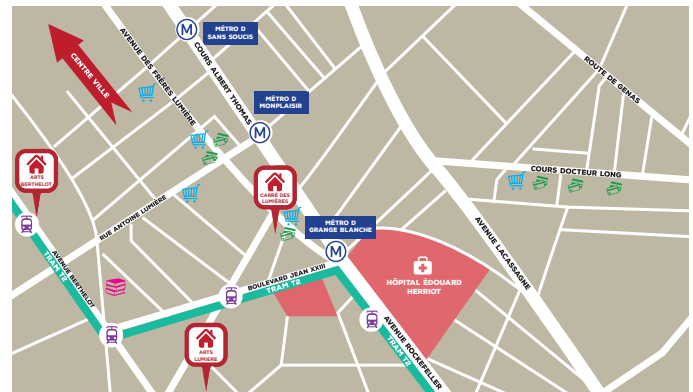 MÉTRO D
SANS SOUCIS
AVENUE DES FRÈRES LUMIÈRE
COURS ALBERT THOMAS
CENTRE VILLE
ROUTE DE GENAS
MÉTRO D
MONPLAISIR
M
M
ARTS
BERTHELOT
COURS DOCTEUR LONG
CARRÉ DES
LUMIÈRES
RUE ANTOINE LUMIÈRE
MÉTRO D
GRANGE BLANCHE
M
AVENUE LACASSAGNE
AVENUE BERTHELOT
TRAM T2
BOULEVARD JEAN XXIII
TRAM T2
HÔPITAL ÉDOUARD
HERRIOT
ARTS
LUMIÈRE
AVENUE ROCKEFELLER
TRAM T2